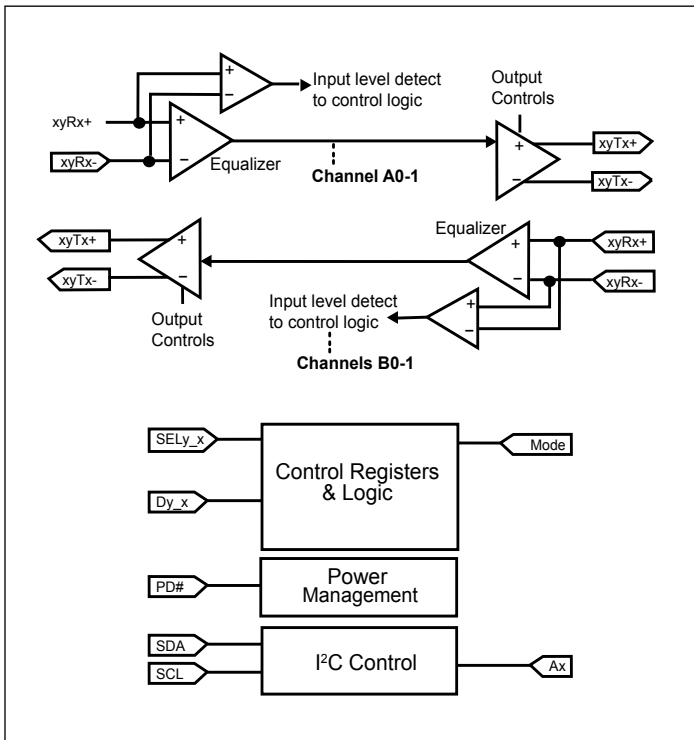 +
−
Input level detect
to control logic
Output
Controls
xyRx+
+
xyRx-
−
Equalizer
Channel A0-1
+
−
xyTx+
xyTx-
xyTx+
+
xyTx-
−
Output
Controls
Equalizer
+
−
xyRx+
xyRx-
Input level detect
to control logic
+
−
Channels B0-1
SELy_x
Control Registers
& Logic
Mode
Dy_x
PD#
Power
Management
SDA
SCL
I²C Control
Ax